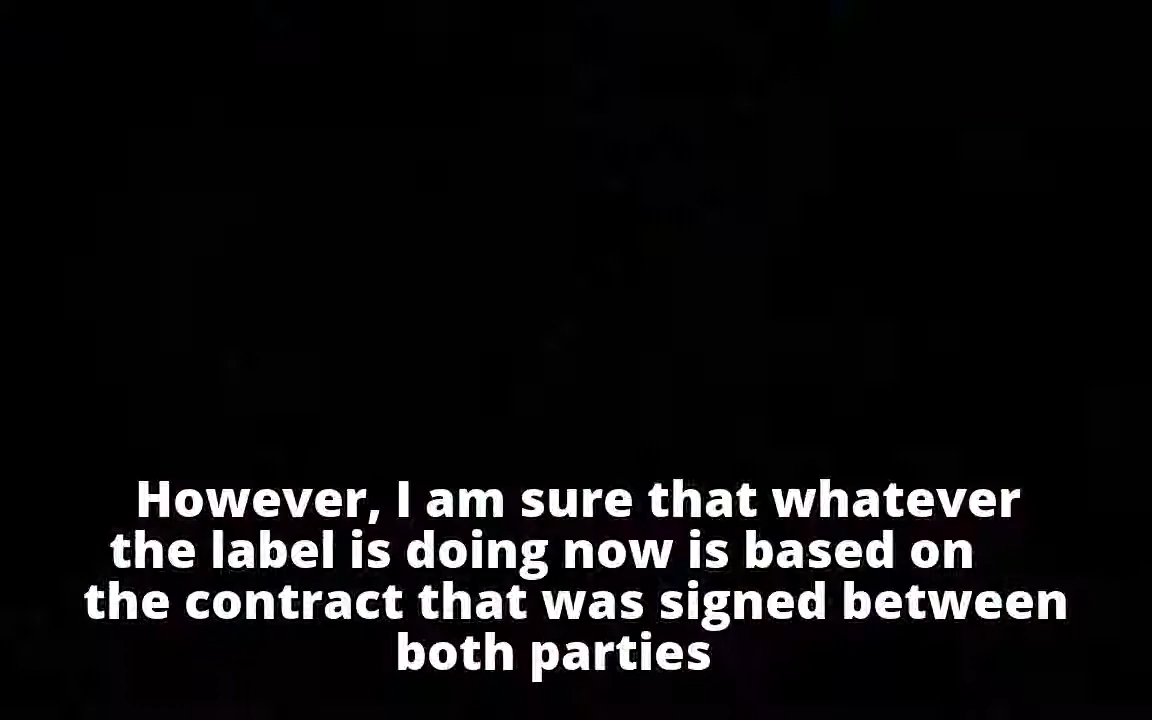 However, I am sure that whatever
the label is doing now is based on
the contract that was signed between
both parties